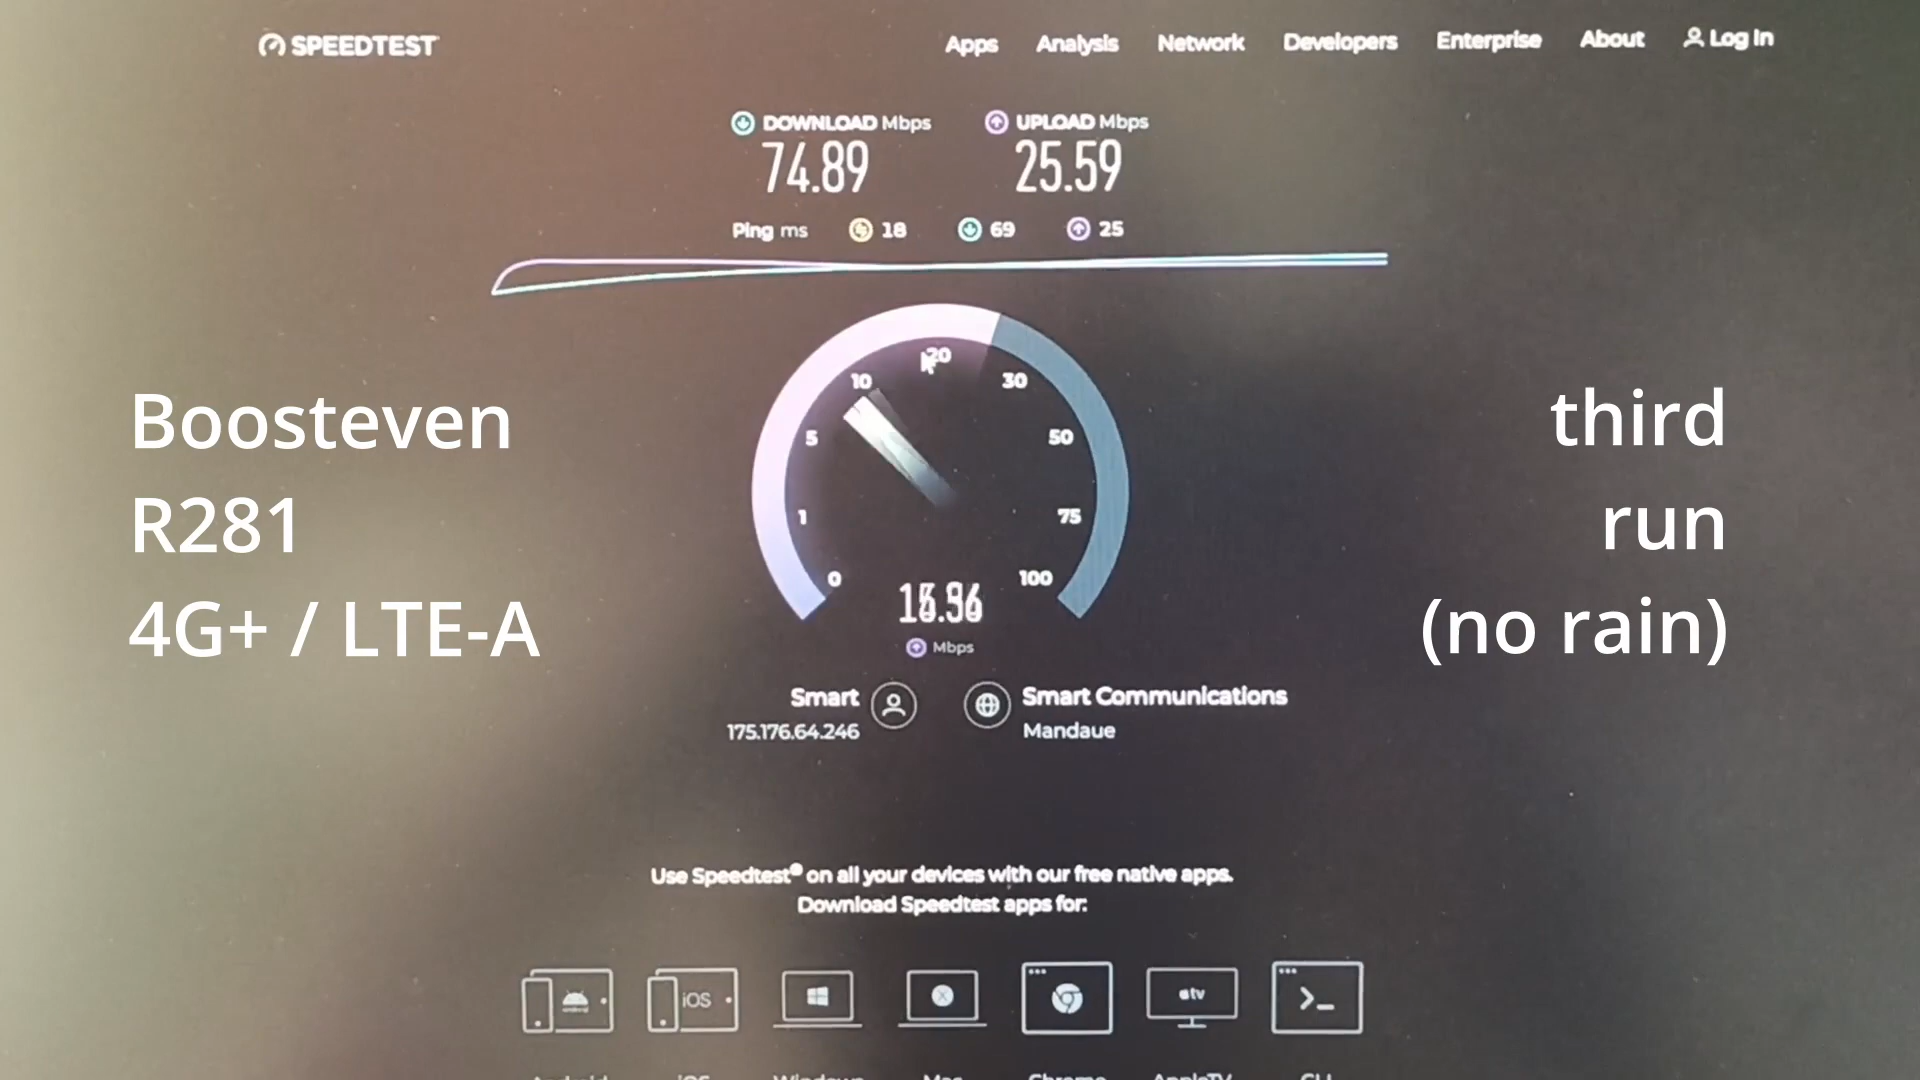 SPEEDTEST
Apps Analysis Network Developers Enterprise About Log In
DOWNLOAD Mbps UPLOAD Mbps
74.89 25.59
Ping ms 18 69 25
0 1 5 10 20 30 50 75 100
Mbps
Boosteven
R281
4G+ / LTE-A
third
run
(no rain)
Smart
175.176.64.246
Smart Communications
Mandaue
Use Speedtest® on all your devices with our free native apps.
Download Speedtest apps for:
android iOS X tv >_